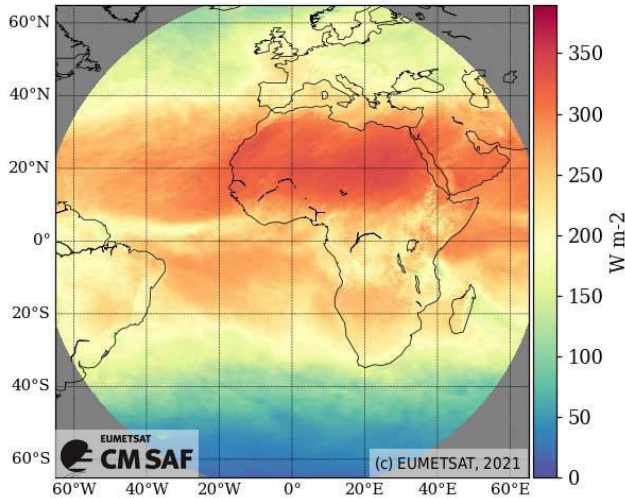 60°N
40°N
20°N
0°
20°S
40°S
60°S
60°W
40°W
20°W
0°
20°E
40°E
60°E
350
300
250
200
150
100
50
0
W m-2
EUMETSAT
CM SAF
(c) EUMETSAT, 2021